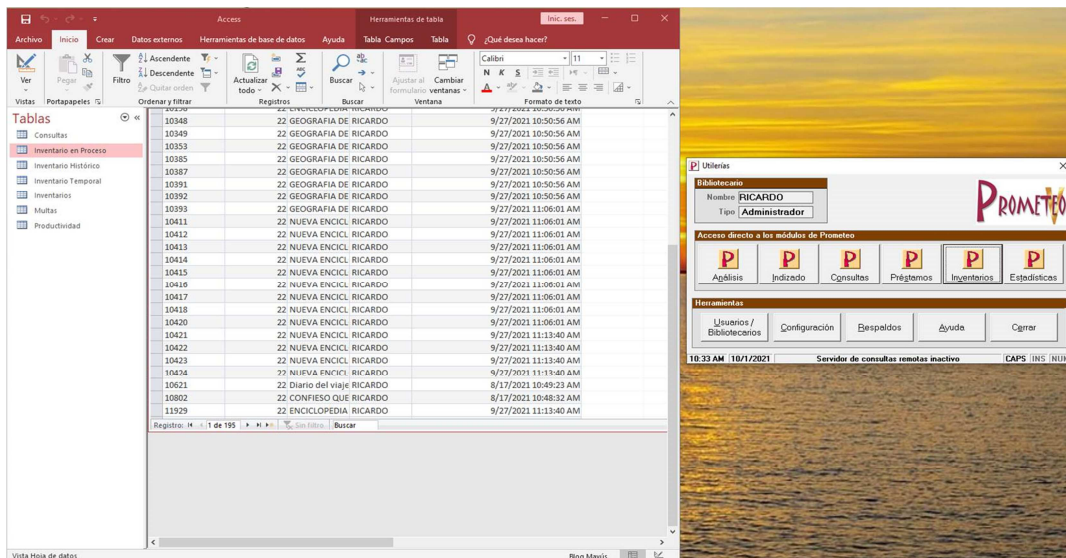 Access
Herramientas de tabla
Inic. ses.
Archivo Inicio Crear Datos externos Herramientas de base de datos Ayuda Tabla Campos Tabla ¿Qué desea hacer?
Ver
Pegar
Filtro
Ascendente
Descendente
Quitar orden
Actualizar todo
Buscar
Ajustar al formulario
Cambiar ventanas
Calibri 11
N K S
Vistas Portapapeles Ordenar y filtrar Registros Buscar Ventana Formato de texto
Tablas
Consultas
Inventario en Proceso
Inventario Histórico
Inventario Temporal
Inventarios
Multas
Productividad
10348 22 GEOGRAFIA DE RICARDO 9/27/2021 10:50:56 AM
10349 22 GEOGRAFIA DE RICARDO 9/27/2021 10:50:56 AM
10353 22 GEOGRAFIA DE RICARDO 9/27/2021 10:50:56 AM
10385 22 GEOGRAFIA DE RICARDO 9/27/2021 10:50:56 AM
10387 22 GEOGRAFIA DE RICARDO 9/27/2021 10:50:56 AM
10391 22 GEOGRAFIA DE RICARDO 9/27/2021 10:50:56 AM
10392 22 GEOGRAFIA DE RICARDO 9/27/2021 10:50:56 AM
10393 22 GEOGRAFIA DE RICARDO 9/27/2021 11:06:01 AM
10411 22 NUEVA ENCICL RICARDO 9/27/2021 11:06:01 AM
10412 22 NUEVA ENCICL RICARDO 9/27/2021 11:06:01 AM
10413 22 NUEVA ENCICL RICARDO 9/27/2021 11:06:01 AM
10414 22 NUEVA ENCICL RICARDO 9/27/2021 11:06:01 AM
10415 22 NUEVA ENCICL RICARDO 9/27/2021 11:06:01 AM
10416 22 NUEVA ENCICL RICARDO 9/27/2021 11:06:01 AM
10417 22 NUEVA ENCICL RICARDO 9/27/2021 11:06:01 AM
10418 22 NUEVA ENCICL RICARDO 9/27/2021 11:06:01 AM
10420 22 NUEVA ENCICL RICARDO 9/27/2021 11:06:01 AM
10421 22 NUEVA ENCICL RICARDO 9/27/2021 11:13:40 AM
10422 22 NUEVA ENCICL RICARDO 9/27/2021 11:13:40 AM
10423 22 NUEVA ENCICL RICARDO 9/27/2021 11:13:40 AM
10424 22 NUEVA ENCICL RICARDO 9/27/2021 11:13:40 AM
10621 22 Diario del viaje RICARDO 8/17/2021 10:49:23 AM
10802 22 CONFIESO QUE RICARDO 8/17/2021 10:48:32 AM
11929 22 ENCICLOPEDIA RICARDO 9/27/2021 11:13:40 AM
Registro: 1 de 195 Sin filtro Buscar
Vista Hoja de datos Bloq Mayús
Utilerías
Bibliotecario
Nombre RICARDO
Tipo Administrador
PROMETEO V
Acceso directo a los módulos de Prometeo
Análisis Indizado Consultas Préstamos Inventarios Estadísticas
Herramientas
Usuarios / Bibliotecarios Configuración Respaldos Ayuda Cerrar
10:33 AM 10/1/2021 Servidor de consultas remotas inactivo CAPS INS NUM